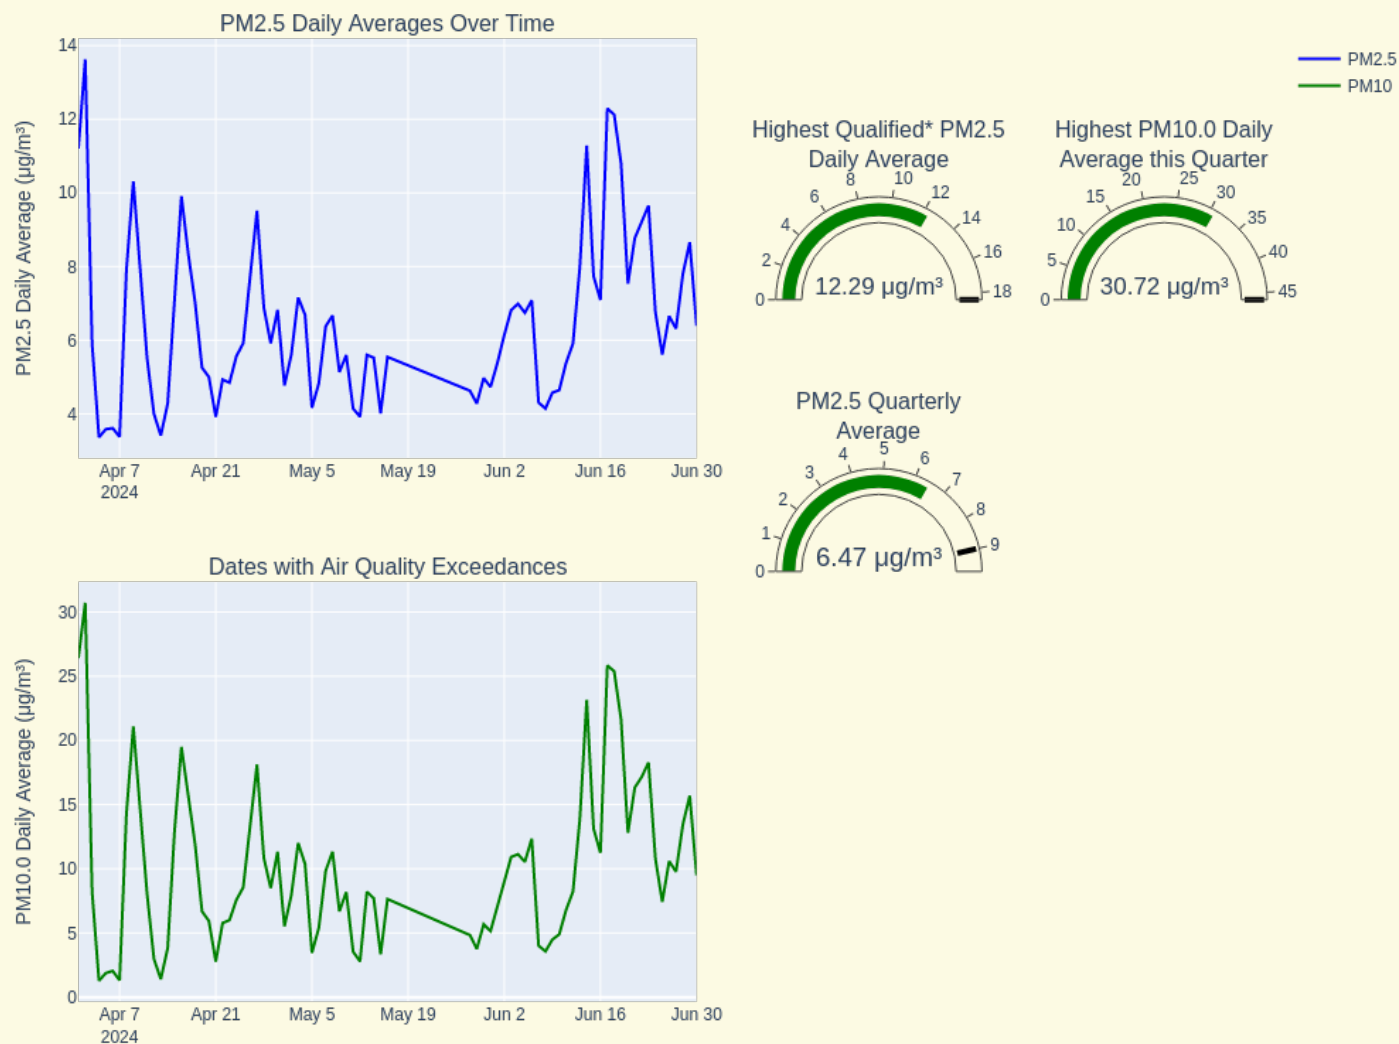 PM2.5 Daily Averages Over Time
PM2.5 Daily Average (µg/m³)
14
12
10
8
6
4
Apr 7
2024
Apr 21
May 5
May 19
Jun 2
Jun 16
Jun 30
PM2.5
PM10
Highest Qualified* PM2.5
Daily Average
0
2
4
6
8
10
12
14
16
18
12.29 µg/m³
Highest PM10.0 Daily
Average this Quarter
0
5
10
15
20
25
30
35
40
45
30.72 µg/m³
PM2.5 Quarterly
Average
0
1
2
3
4
5
6
7
8
9
6.47 µg/m³
Dates with Air Quality Exceedances
PM10.0 Daily Average (µg/m³)
30
25
20
15
10
5
0
Apr 7
2024
Apr 21
May 5
May 19
Jun 2
Jun 16
Jun 30